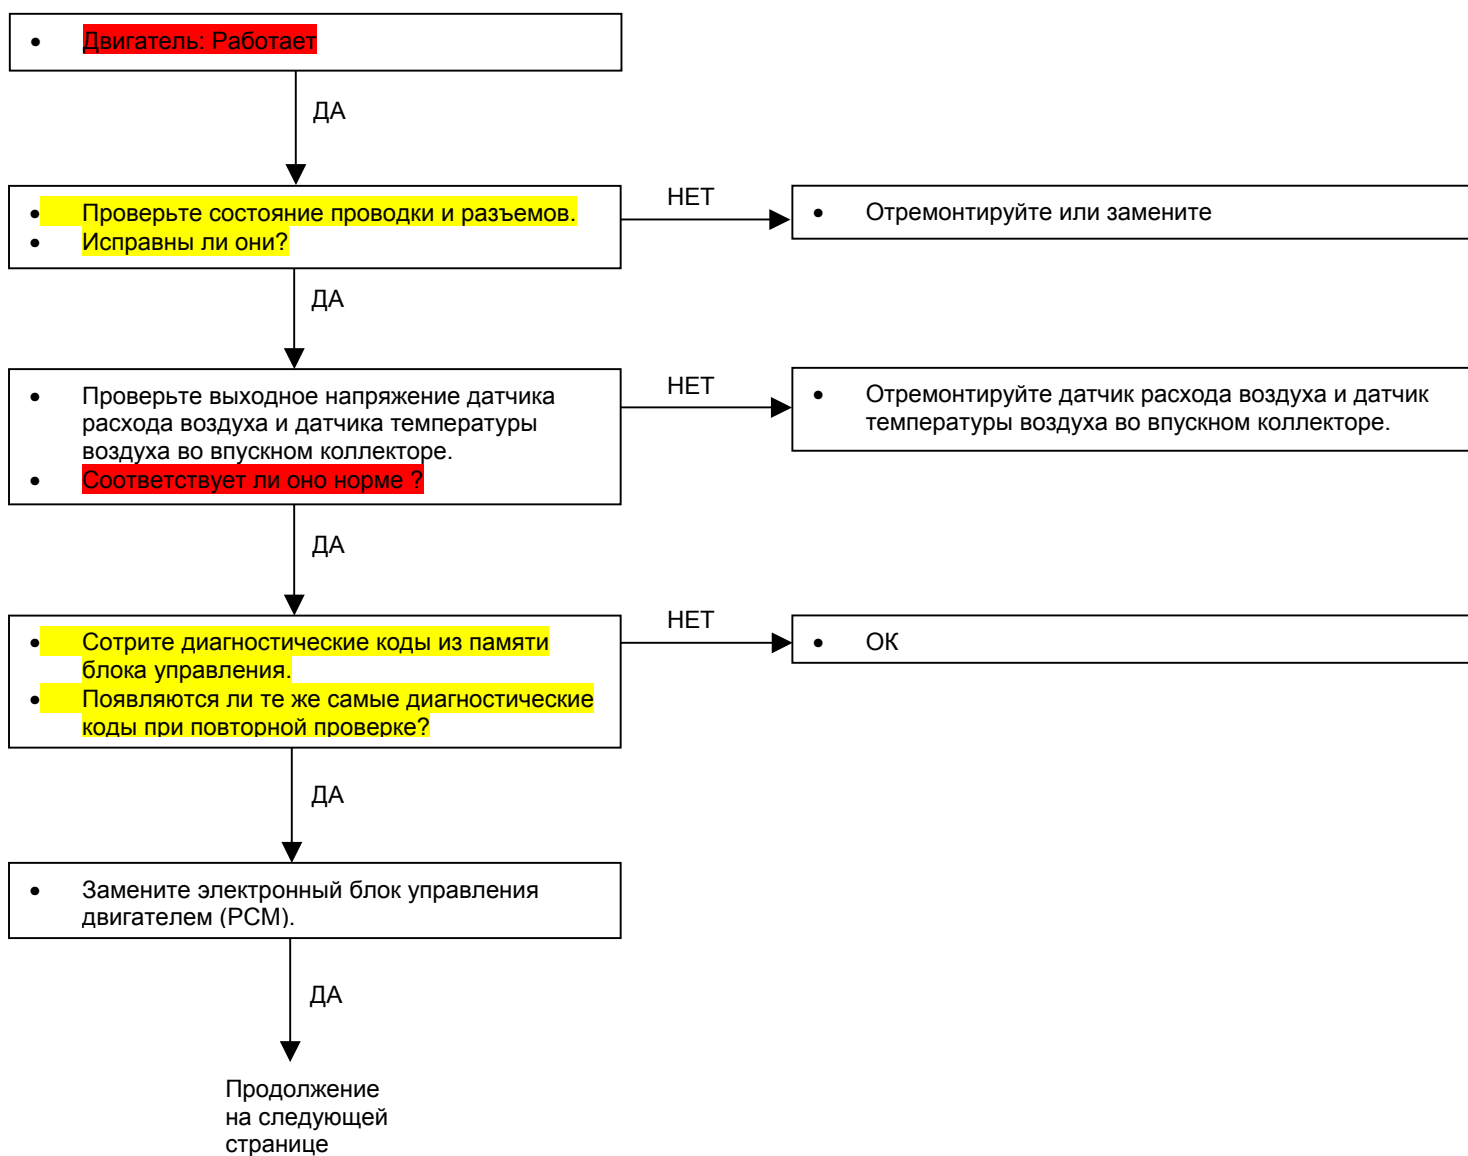 • Двигатель: Работает
ДА
• Проверьте состояние проводки и разъемов.
• Исправны ли они?
НЕТ
• Отремонтируйте или замените
ДА
• Проверьте выходное напряжение датчика
расхода воздуха и датчика температуры
воздуха во впускном коллекторе.
• Соответствует ли оно норме ?
НЕТ
• Отремонтируйте датчик расхода воздуха и датчик
температуры воздуха во впускном коллекторе.
ДА
• Сотрите диагностические коды из памяти
блока управления.
• Появляются ли те же самые диагностические
коды при повторной проверке?
НЕТ
• ОК
ДА
• Замените электронный блок управления
двигателем (PCM).
ДА
Продолжение
на следующей
странице